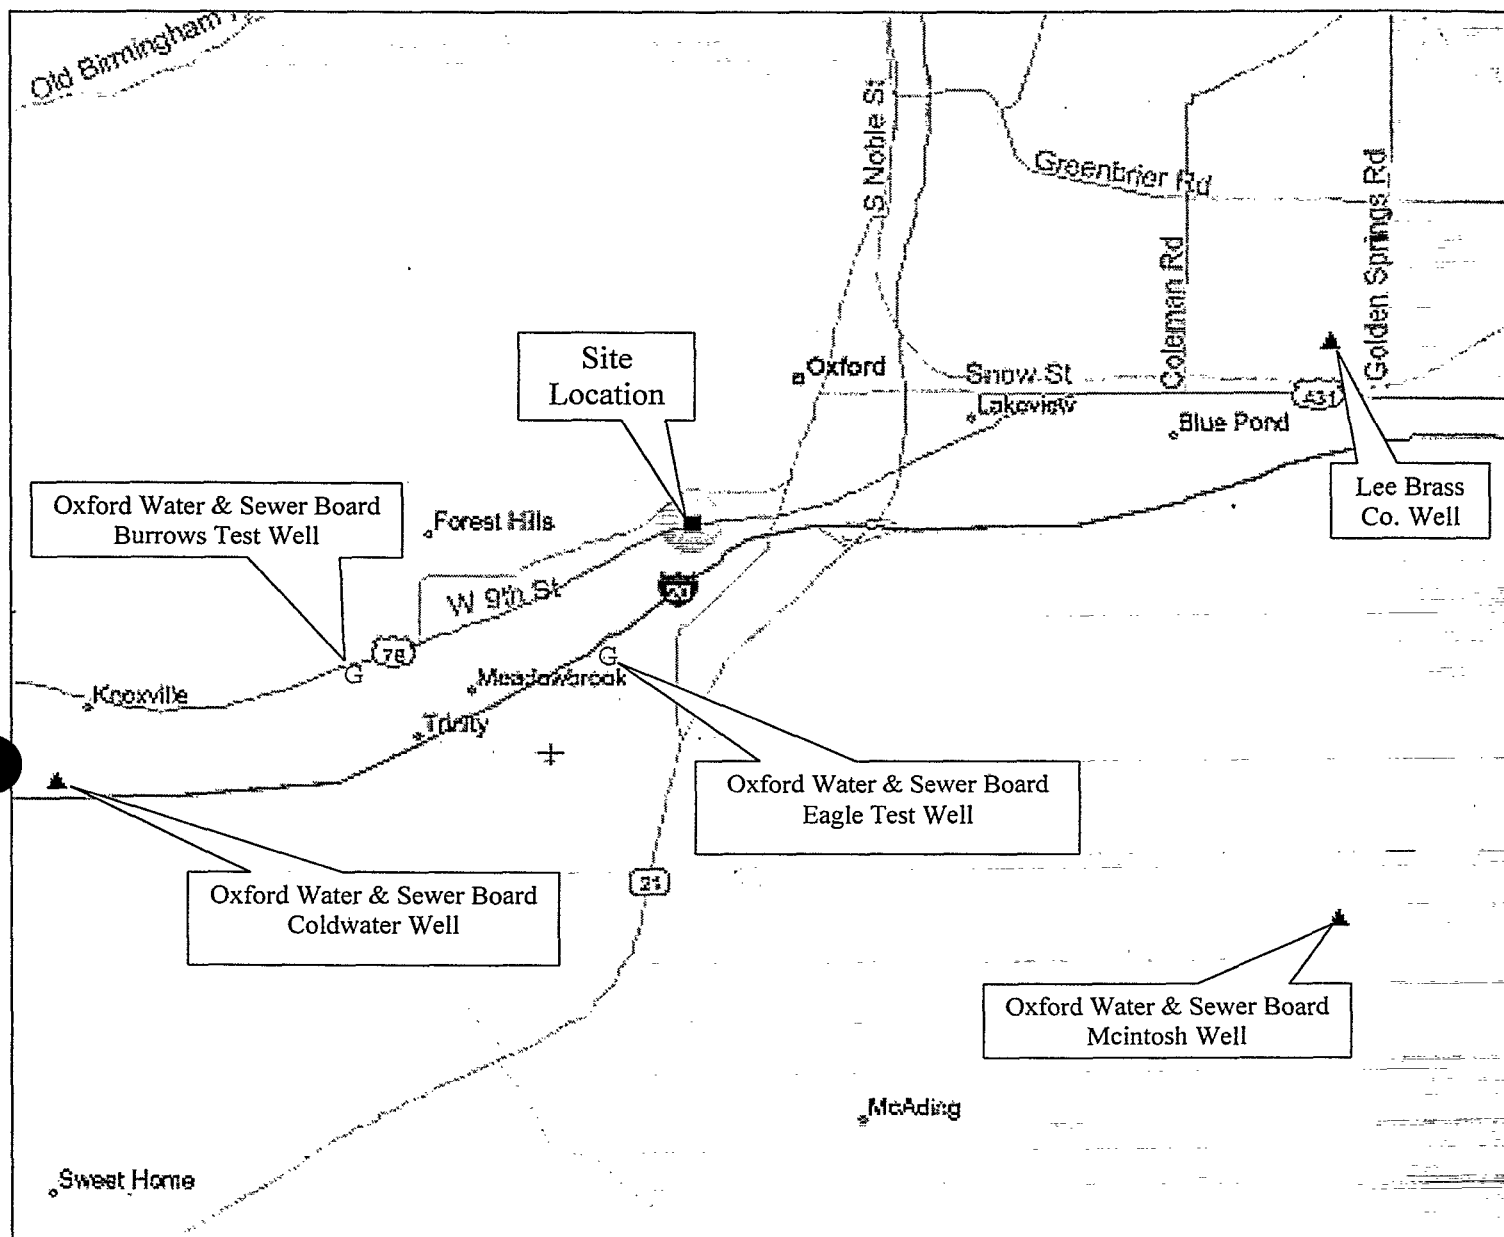 Old Birmingham
S Noble St
Greenbrier Rd
Coleman Rd
Golden Springs Rd
Site
Location
Oxford
Snow St
Lakeview
431
Blue Pond
Lee Brass
Co. Well
Oxford Water & Sewer Board
Burrows Test Well
Forest Hills
W 9th St
78
G
G
Meadowbrook
Knoxville
Trinity
Oxford Water & Sewer Board
Eagle Test Well
Oxford Water & Sewer Board
Coldwater Well
21
Oxford Water & Sewer Board
Mcintosh Well
McAding
Sweet Home